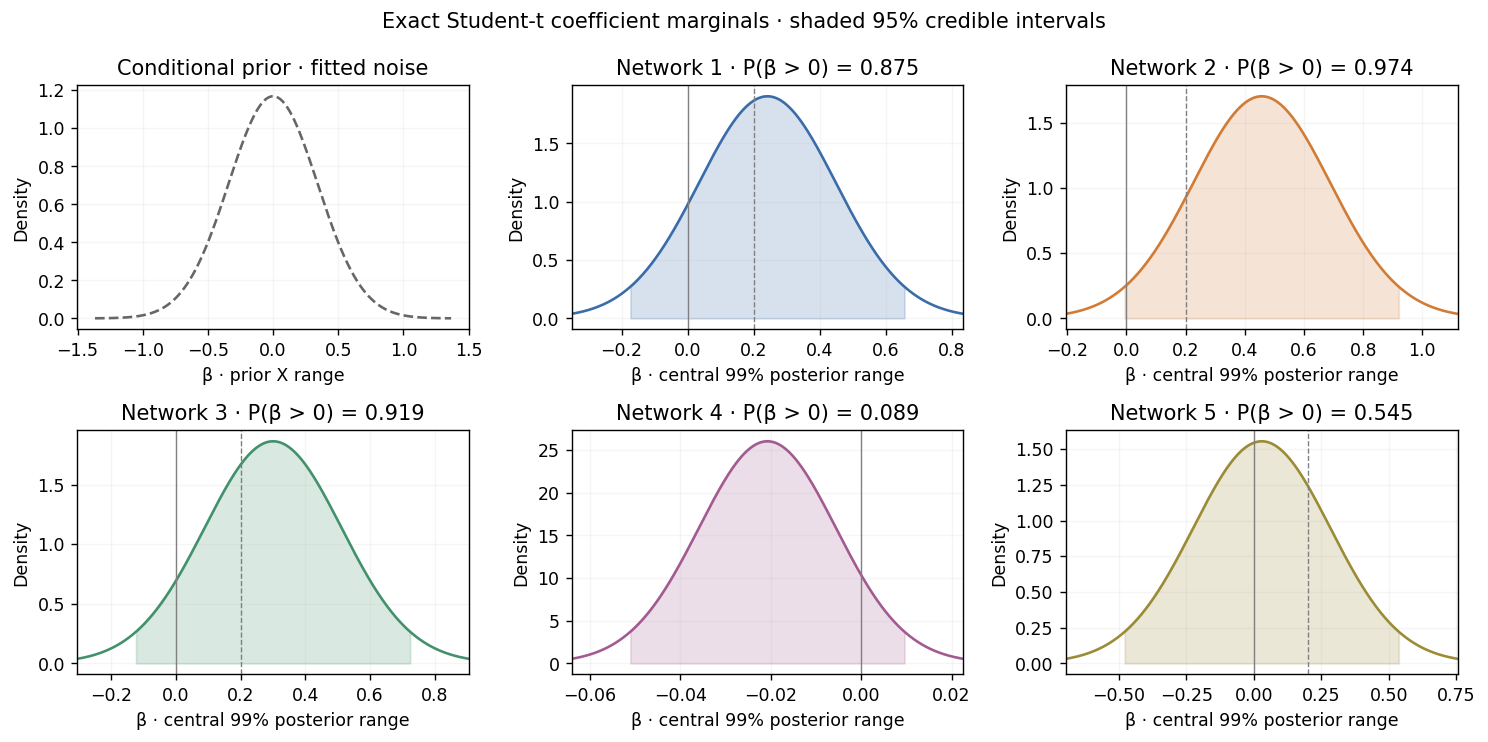 Exact Student-t coefficient marginals · shaded 95% credible intervals
Conditional prior · fitted noise
Density
1.2
1.0
0.8
0.6
0.4
0.2
0.0
−1.5 −1.0 −0.5 0.0 0.5 1.0 1.5
β · prior X range
Network 1 · P(β > 0) = 0.875
Density
1.5
1.0
0.5
0.0
−0.2 0.0 0.2 0.4 0.6 0.8
β · central 99% posterior range
Network 2 · P(β > 0) = 0.974
Density
1.5
1.0
0.5
0.0
−0.2 0.0 0.2 0.4 0.6 0.8 1.0
β · central 99% posterior range
Network 3 · P(β > 0) = 0.919
Density
1.5
1.0
0.5
0.0
−0.2 0.0 0.2 0.4 0.6 0.8
β · central 99% posterior range
Network 4 · P(β > 0) = 0.089
Density
25
20
15
10
5
0
−0.06 −0.04 −0.02 0.00 0.02
β · central 99% posterior range
Network 5 · P(β > 0) = 0.545
Density
1.50
1.25
1.00
0.75
0.50
0.25
0.00
−0.50 −0.25 0.00 0.25 0.50 0.75
β · central 99% posterior range